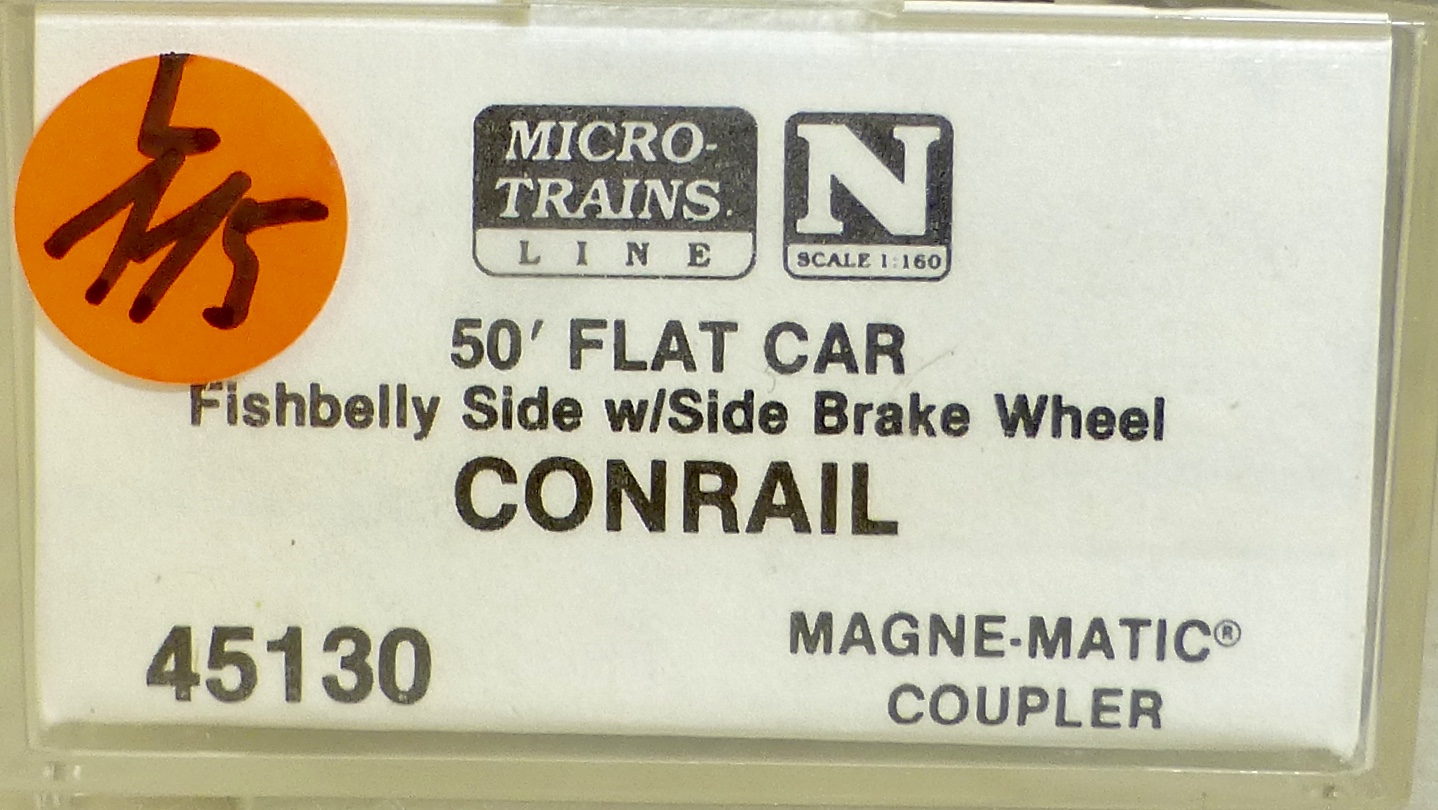 L
115
MICRO-
TRAINS
LINE
N
SCALE 1:160
50' FLAT CAR
Fishbelly Side w/Side Brake Wheel
CONRAIL
45130
MAGNE-MATIC®
COUPLER